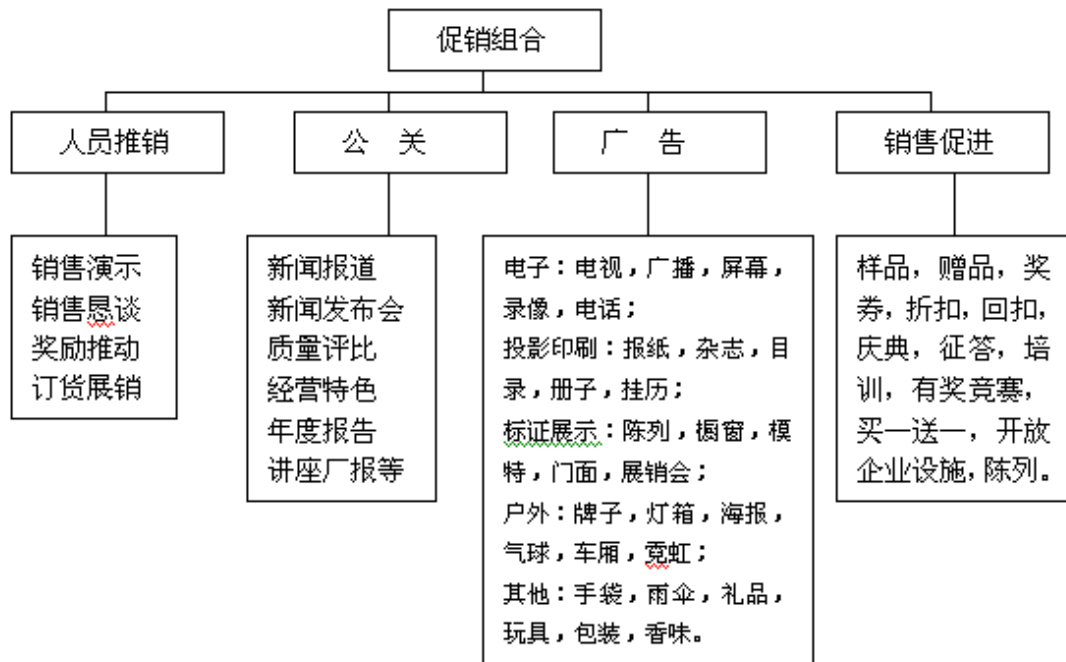 促销组合
人员推销
公 关
广 告
销售促进
销售演示
销售恳谈
奖励推动
订货展销
新闻报道
新闻发布会
质量评比
经营特色
年度报告
讲座厂报等
电子：电视，广播，屏幕，
录像，电话；
投影印刷：报纸，杂志，目
录，册子，挂历；
标证展示：陈列，橱窗，模
特，门面，展销会；
户外：牌子，灯箱，海报，
气球，车厢，霓虹；
其他：手袋，雨伞，礼品，
玩具，包装，香味。
样品，赠品，奖
券，折扣，回扣，
庆典，征答，培
训，有奖竞赛，
买一送一，开放
企业设施，陈列。